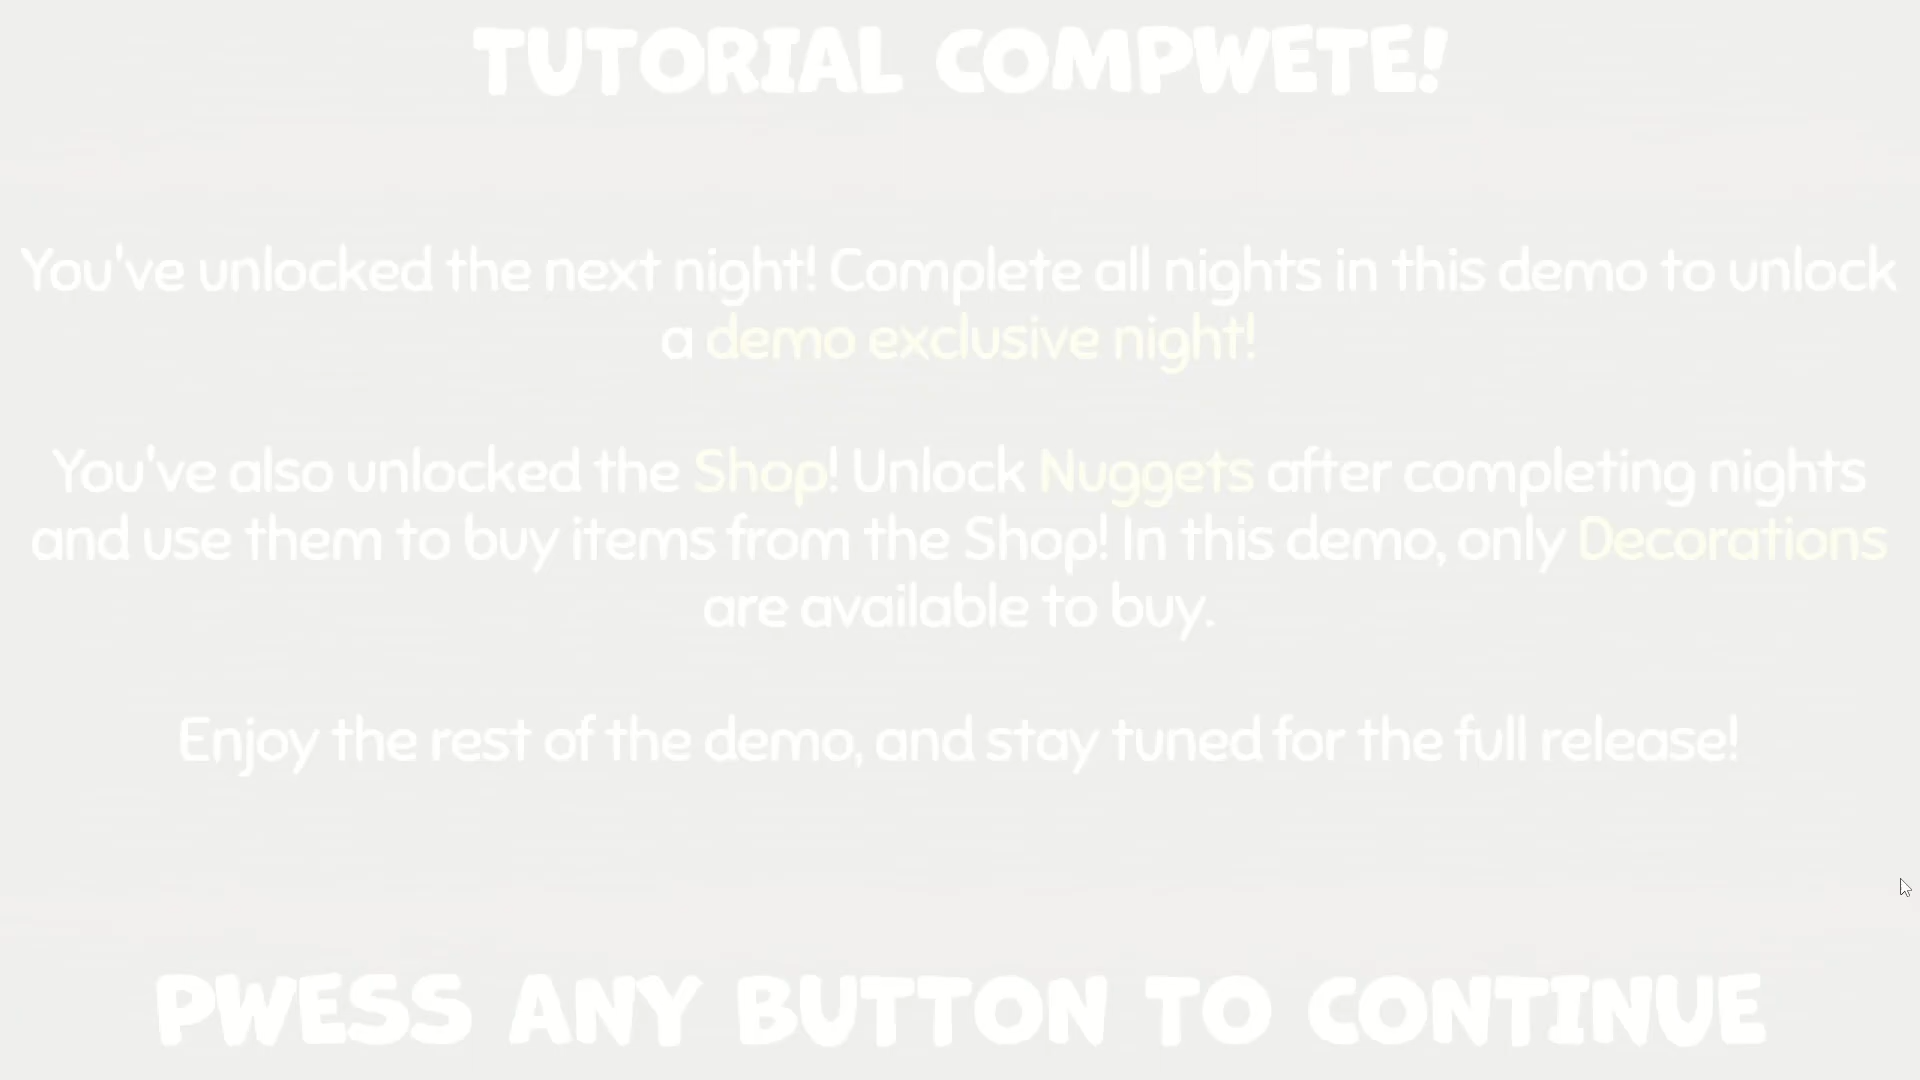 TUTORIAL COMPWETE!
You've unlocked the next night! Complete all nights in this demo to unlock
a demo exclusive night!
You've also unlocked the Shop! Unlock Nuggets after completing nights
and use them to buy items from the Shop! In this demo, only Decorations
are available to buy.
Enjoy the rest of the demo, and stay tuned for the full release!
PWESS ANY BUTTON TO CONTINUE